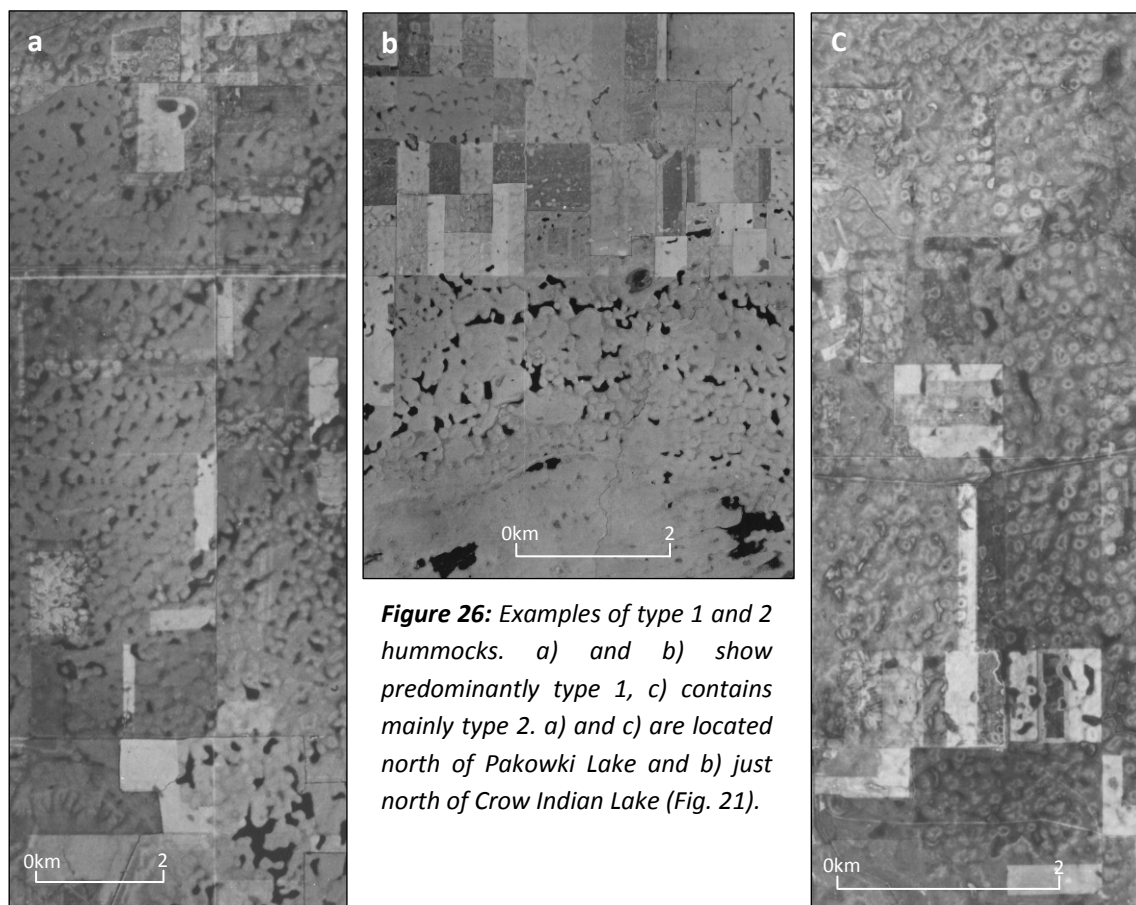 a
b
C
0km 2
0km 2
0km 2
Figure 26: Examples of type 1 and 2
hummocks. a) and b) show
predominantly type 1, c) contains
mainly type 2. a) and c) are located
north of Pakowki Lake and b) just
north of Crow Indian Lake (Fig. 21).